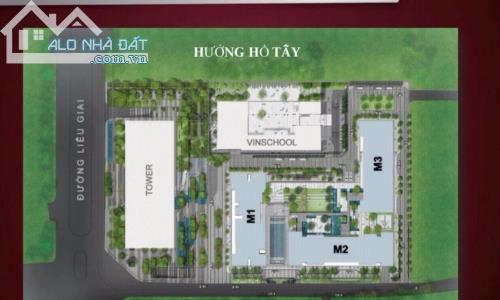 ALO NHÀ ĐẤT
.com.vn
HƯỚNG HỒ TÂY
ĐƯỜNG LIỄU GIAI
TOWER
VINSCHOOL
M1
M2
M3